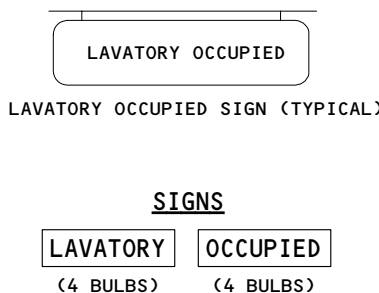 LAVATORY OCCUPIED
LAVATORY OCCUPIED SIGN (TYPICAL)
SIGNS
LAVATORY OCCUPIED
(4 BULBS) (4 BULBS)